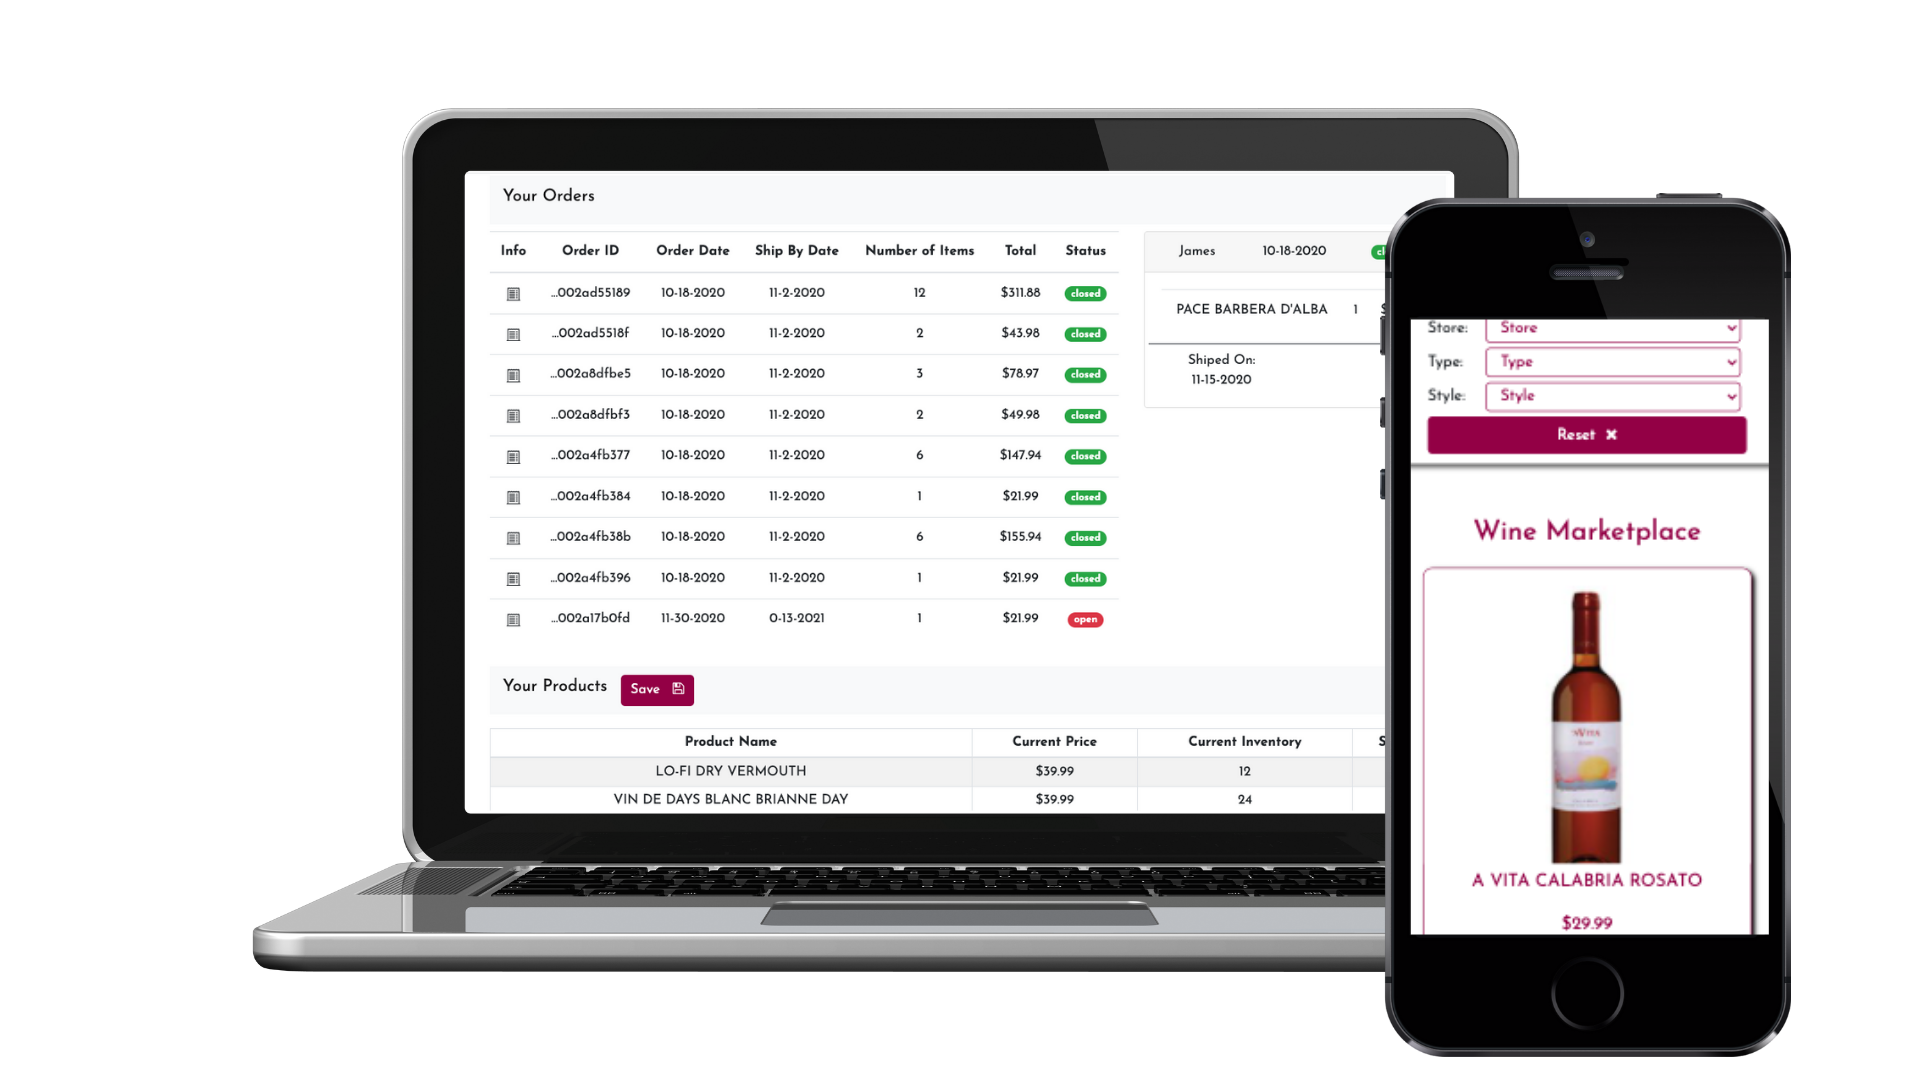 Your Orders
Info Order ID Order Date Ship By Date Number of Items Total Status
...002ad55189 10-18-2020 11-2-2020 12 $311.88 closed
...002ad5518f 10-18-2020 11-2-2020 2 $43.98 closed
...002a8dfbe5 10-18-2020 11-2-2020 3 $78.97 closed
...002a8dfbf3 10-18-2020 11-2-2020 2 $49.98 closed
...002a4fb377 10-18-2020 11-2-2020 6 $147.94 closed
...002a4fb384 10-18-2020 11-2-2020 1 $21.99 closed
...002a4fb38b 10-18-2020 11-2-2020 6 $155.94 closed
...002a4fb396 10-18-2020 11-2-2020 1 $21.99 closed
...002a17b0fd 11-30-2020 0-13-2021 1 $21.99 open
James 10-18-2020
PACE BARBERA D'ALBA 1
Shiped On:
11-15-2020
Your Products Save
Product Name Current Price Current Inventory
LO-FI DRY VERMOUTH $39.99 12
VIN DE DAYS BLANC BRIANNE DAY $39.99 24
Store: Store
Type: Type
Style: Style
Reset
Wine Marketplace
A VITA CALABRIA ROSATO
$29.99